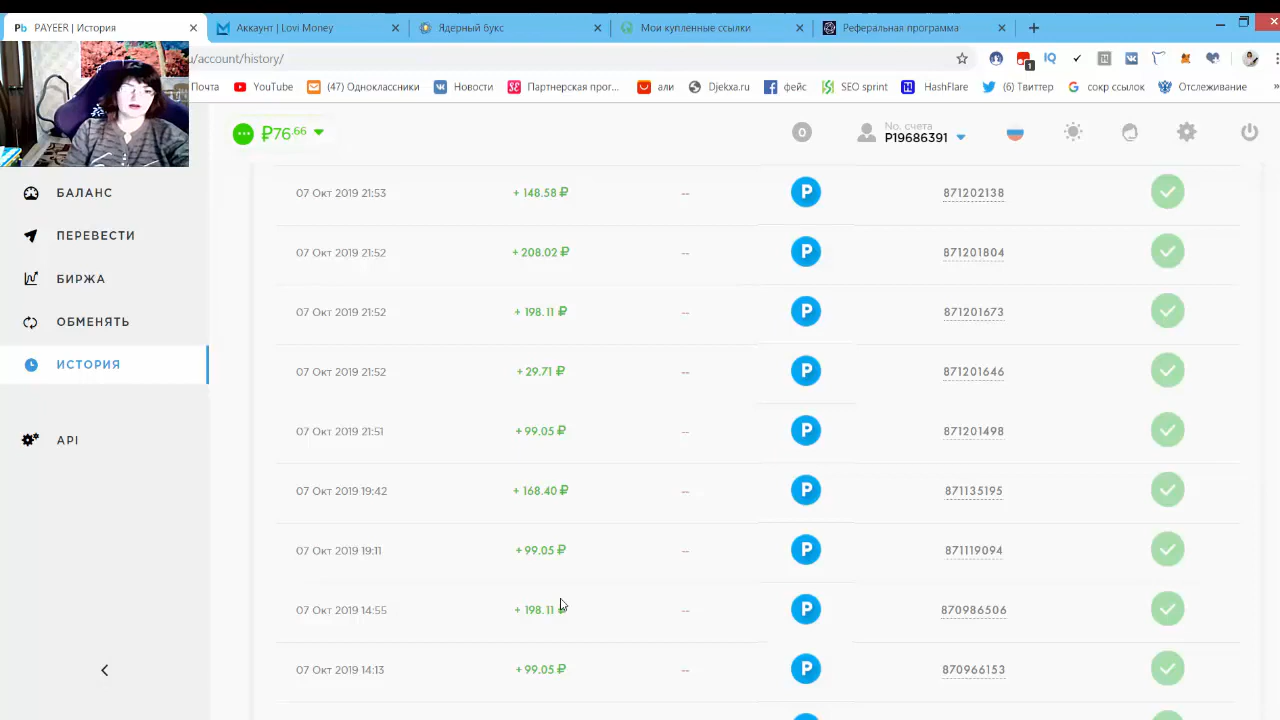 Pb PAYEER | История
Аккаунт | Lovi Money
Ядерный букс
Мои купленные ссылки
Реферальная программа
u/account/history/
1
IQ
Почта
YouTube
(47) Одноклассники
Новости
Партнерская прог...
али
Djekxa.ru
фейс
SEO sprint
HashFlare
(6) Твиттер
сокр ссылок
Отслеживание
»
₽76.66
0
No. счета
P19686391
БАЛАНС
ПЕРЕВЕСТИ
БИРЖА
ОБМЕНЯТЬ
ИСТОРИЯ
API
07 Окт 2019 21:53 + 148.58 ₽ -- P 871202138
07 Окт 2019 21:52 + 208.02 ₽ -- P 871201804
07 Окт 2019 21:52 + 198.11 ₽ -- P 871201673
07 Окт 2019 21:52 + 29.71 ₽ -- P 871201646
07 Окт 2019 21:51 + 99.05 ₽ -- P 871201498
07 Окт 2019 19:42 + 168.40 ₽ -- P 871135195
07 Окт 2019 19:11 + 99.05 ₽ -- P 871119094
07 Окт 2019 14:55 + 198.11 ₽ -- P 870986506
07 Окт 2019 14:13 + 99.05 ₽ -- P 870966153